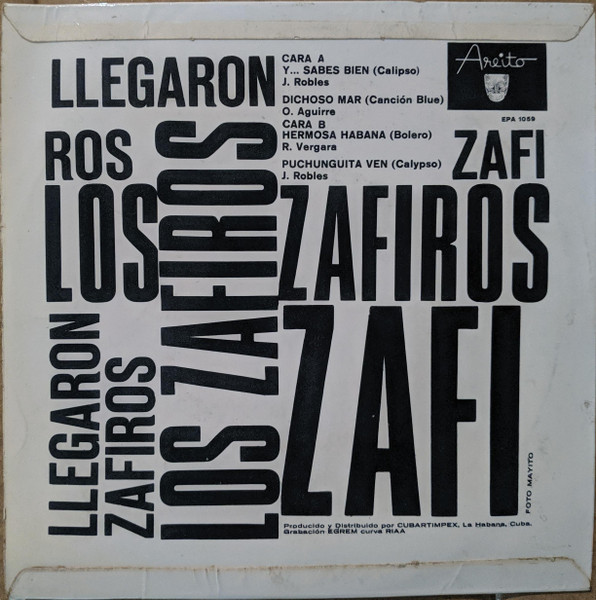 LLEGARON
CARA A
Y... SABES BIEN (Calipso)
J. Robles
DICHOSO MAR (Canción Blue)
O. Aguirre
CARA B
HERMOSA HABANA (Bolero)
R. Vergara
PUCHUNGUITA VEN (Calypso)
J. Robles
Areito
EPA 1059
ROS
ZAFI
LOS
LOS ZAFIROS
ZAFIROS
LLEGARON
ZAFIROS
ZAFI
FOTO MAYITO
Producido y Distribuido por CUBARTIMPEX, La Habana, Cuba.
Grabación EGREM curva RIAA